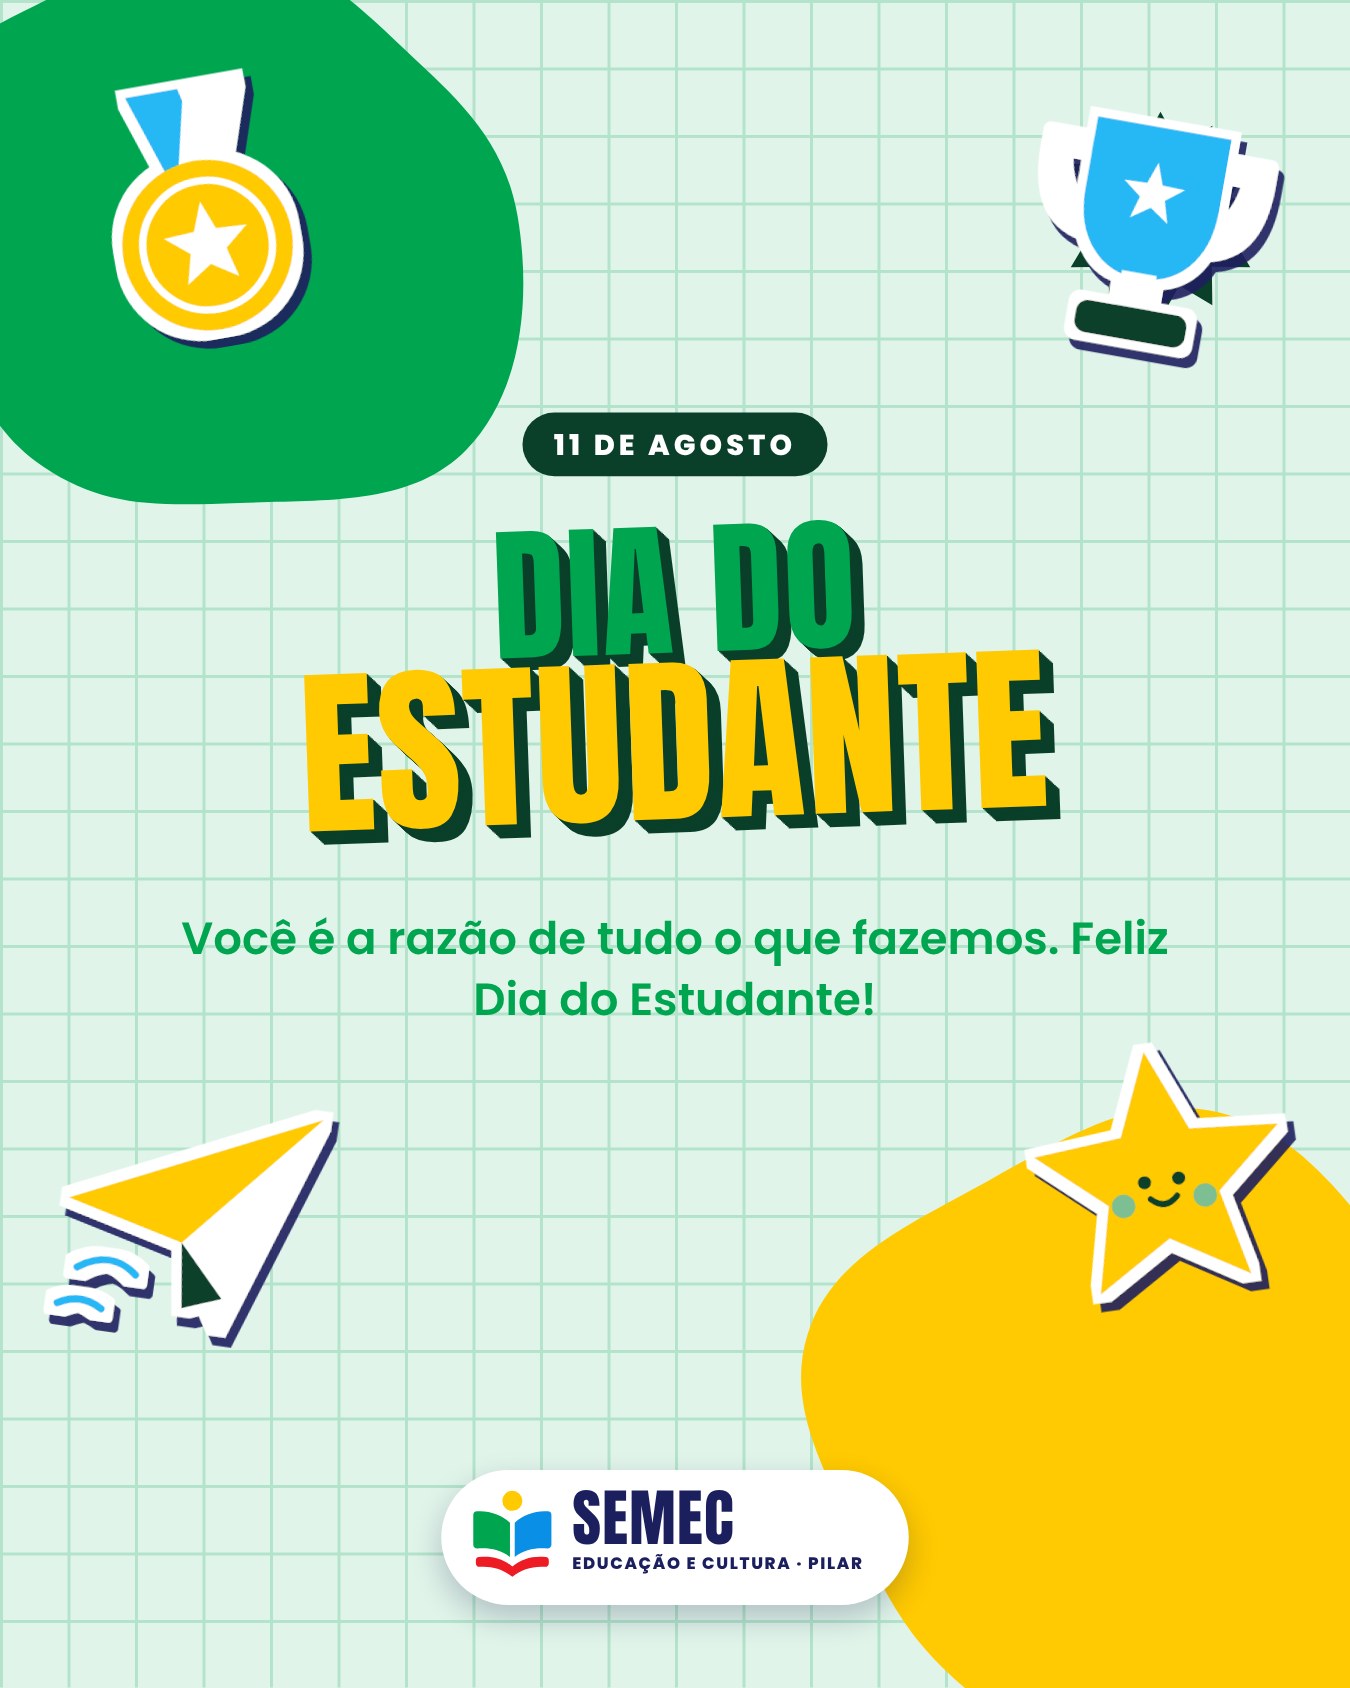 11 DE AGOSTO
DIA DO
ESTUDANTE
Você é a razão de tudo o que fazemos. Feliz
Dia do Estudante!
SEMEC
EDUCAÇÃO E CULTURA · PILAR